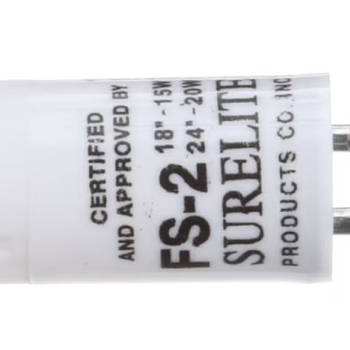 CERTIFIED
AND APPROVED BY
FS-2
18"-15W
24"-20W
SURELITE
PRODUCTS CO. INC